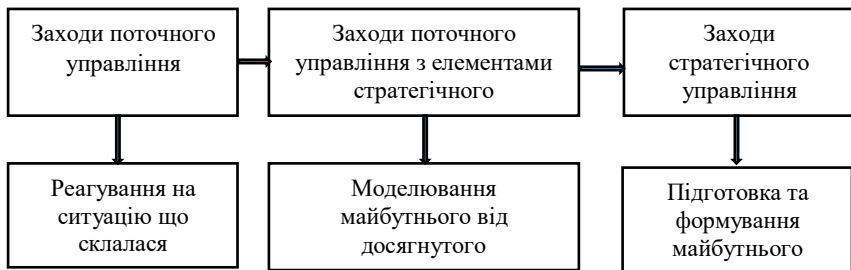 Заходи поточного
управління
Заходи поточного
управління з елементами
стратегічного
Заходи
стратегічного
управління
Реагування на
ситуацію що
склалася
Моделювання
майбутнього від
досягнутого
Підготовка та
формування
майбутнього